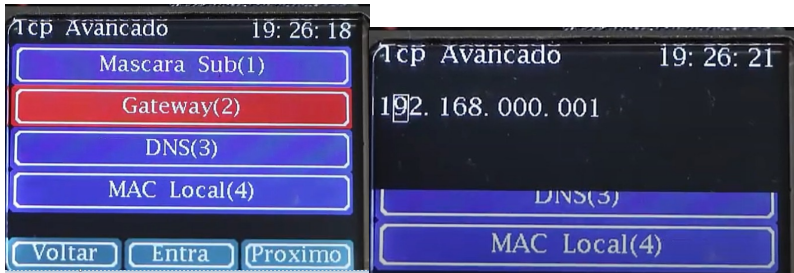 Tcp Avancado 19: 26: 18
Mascara Sub(1)
Gateway(2)
DNS(3)
MAC Local(4)
Voltar Entra Proximo
Tcp Avancado 19: 26: 21
192. 168. 000. 001
DNS(3)
MAC Local(4)